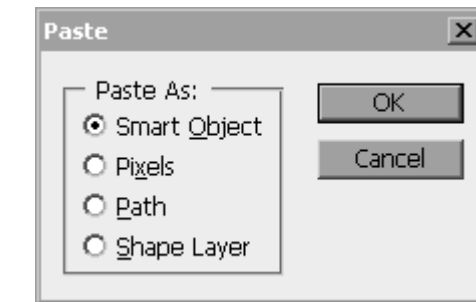 Paste
Paste As:
Smart Object
Pixels
Path
Shape Layer
OK
Cancel